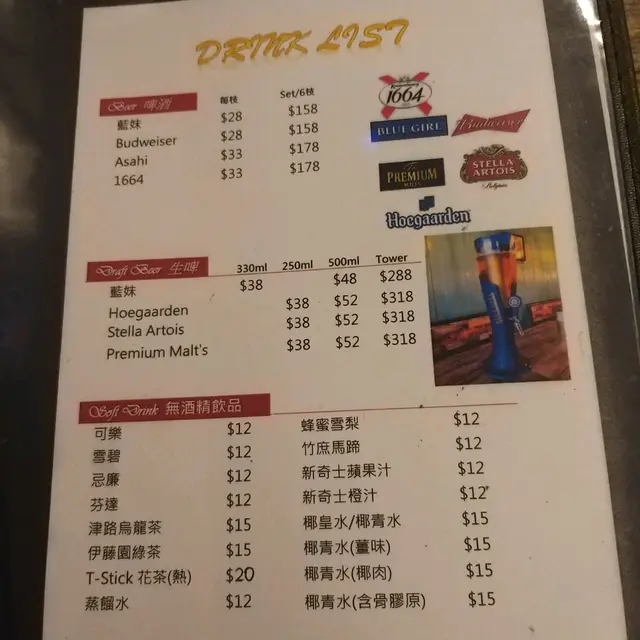 DRINK LIST
Beer 啤酒 每枝 Set/6枝
藍妹 $28 $158
Budweiser $28 $158
Asahi $33 $178
1664 $33 $178
1664
BLUE GIRL Budweiser
The PREMIUM MALT'S STELLA ARTOIS Belgium
Hoegaarden
Draft Beer 生啤 330ml 250ml 500ml Tower
藍妹 $38 $48 $288
Hoegaarden $38 $52 $318
Stella Artois $38 $52 $318
Premium Malt's $38 $52 $318
Soft Drink 無酒精飲品
可樂 $12 蜂蜜雪梨 $12
雪碧 $12 竹庶馬蹄 $12
忌廉 $12 新奇士蘋果汁 $12
芬達 $12 新奇士橙汁 $12
津路烏龍茶 $15 椰皇水/椰青水 $15
伊藤園綠茶 $15 椰青水(薑味) $15
T-Stick 花茶(熱) $20 椰青水(椰肉) $15
蒸餾水 $12 椰青水(含骨膠原) $15